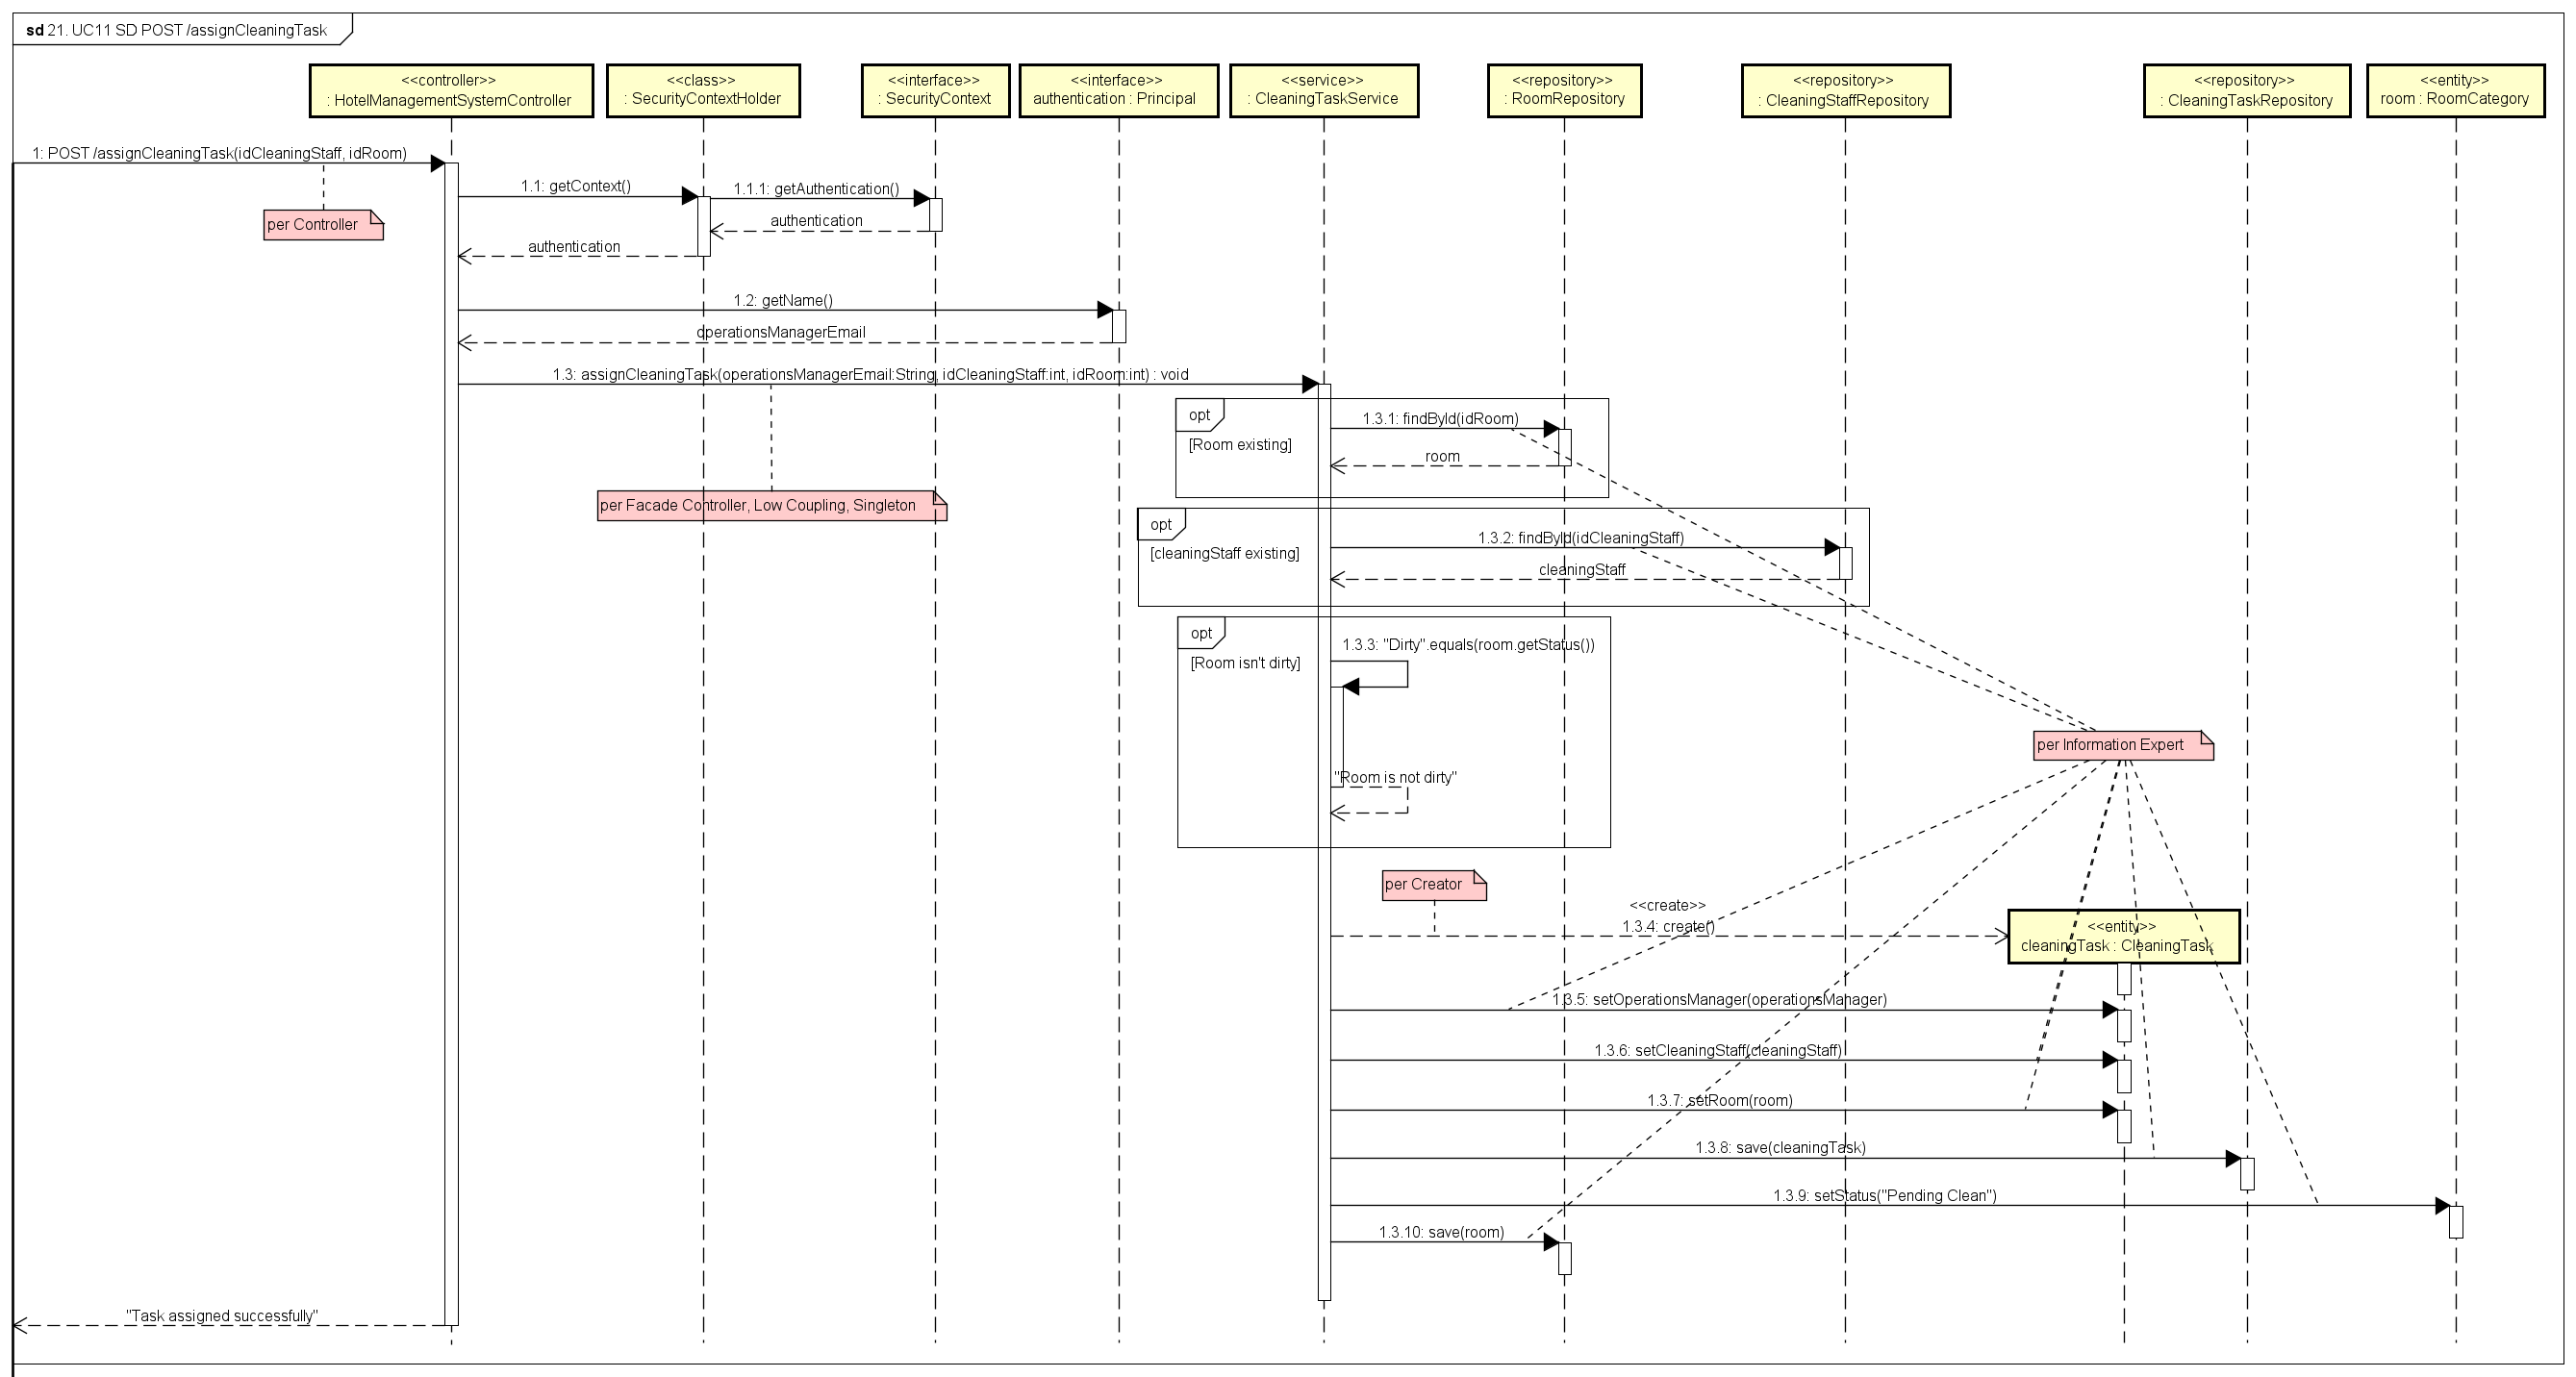 sd 21. UC11 SD POST /assignCleaningTask
<<controller>>
: HotelManagementSystemController
<<class>>
: SecurityContextHolder
<<interface>>
: SecurityContext
<<interface>>
authentication : Principal
<<service>>
: CleaningTaskService
<<repository>>
: RoomRepository
<<repository>>
: CleaningStaffRepository
<<repository>>
: CleaningTaskRepository
<<entity>>
room : RoomCategory
1: POST /assignCleaningTask(idCleaningStaff, idRoom)
1.1: getContext()
1.1.1: getAuthentication()
per Controller
authentication
authentication
1.2: getName()
operationsManagerEmail
1.3: assignCleaningTask(operationsManagerEmail:String, idCleaningStaff:int, idRoom:int) : void
opt
1.3.1: findById(idRoom)
[Room existing]
room
per Facade Controller, Low Coupling, Singleton
opt
1.3.2: findById(idCleaningStaff)
[cleaningStaff existing]
cleaningStaff
opt
1.3.3: "Dirty".equals(room.getStatus())
[Room isn't dirty]
per Information Expert
"Room is not dirty"
per Creator
<<create>>
1.3.4: create()
<<entity>>
cleaningTask : CleaningTask
1.3.5: setOperationsManager(operationsManager)
1.3.6: setCleaningStaff(cleaningStaff)
1.3.7: setRoom(room)
1.3.8: save(cleaningTask)
1.3.9: setStatus("Pending Clean")
1.3.10: save(room)
"Task assigned successfully"